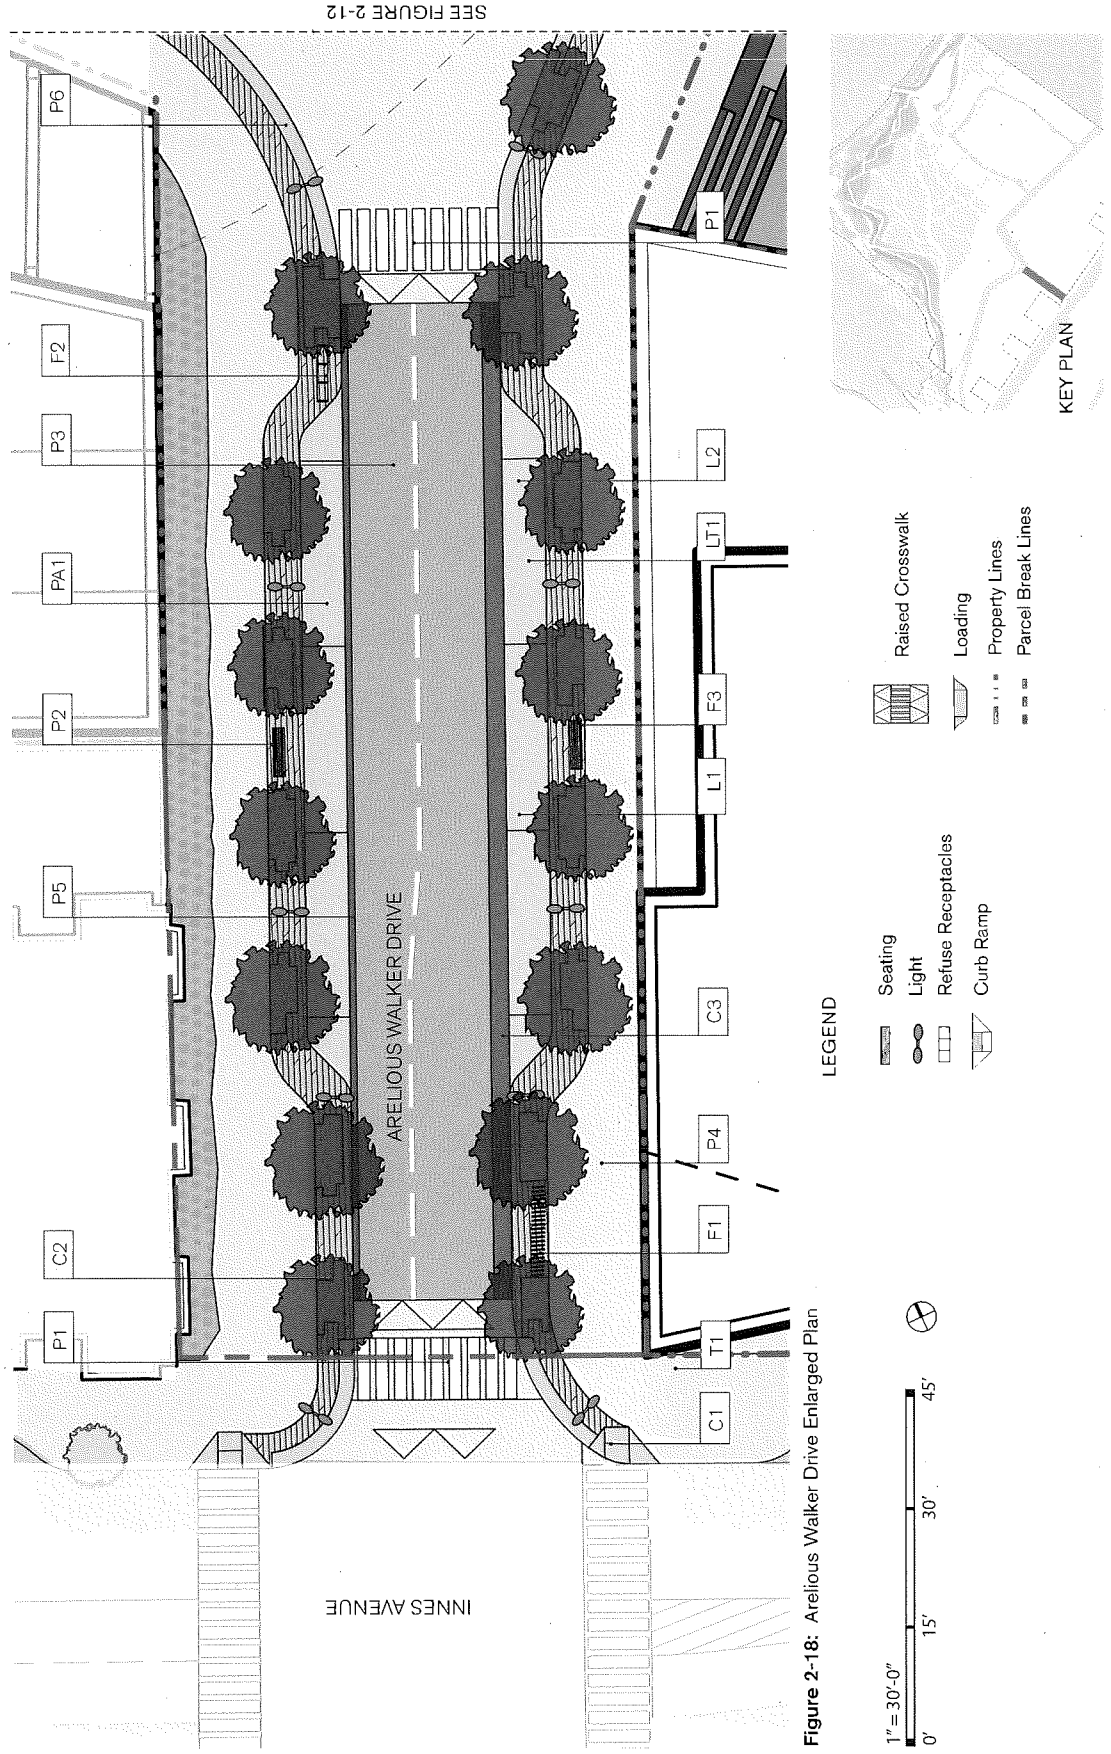 SEE FIGURE 2-12
P1
C2
P5
P2
PA1
P3
F2
P6
ARELIOUS WALKER DRIVE
INNES AVENUE
C1
T1
F1
P4
C3
L1
F3
LT1
L2
P1
Figure 2-18: Arelious Walker Drive Enlarged Plan
1" = 30'-0"
0'
15'
30'
45'
LEGEND
Seating
Light
Refuse Receptacles
Curb Ramp
Raised Crosswalk
Loading
Property Lines
Parcel Break Lines
KEY PLAN